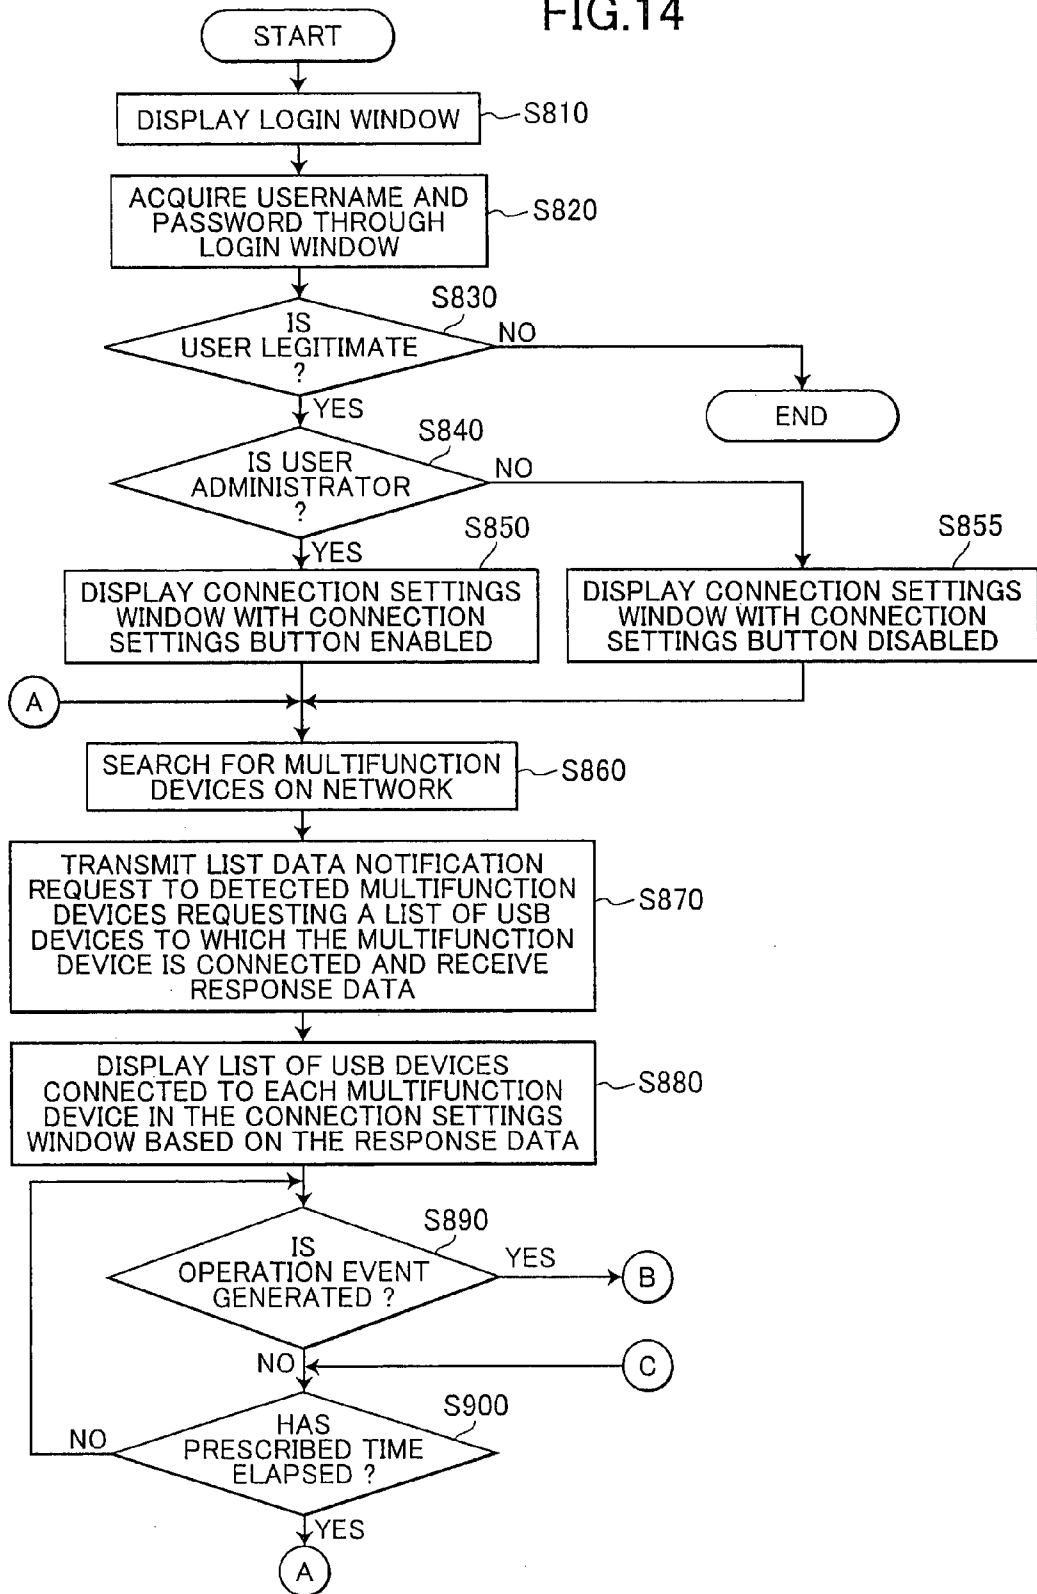 FIG.14
START
DISPLAY LOGIN WINDOW
S810
ACQUIRE USERNAME AND
PASSWORD THROUGH
LOGIN WINDOW
S820
S830
IS
USER LEGITIMATE
?
NO
END
YES
S840
IS USER
ADMINISTRATOR
?
NO
YES
S850
DISPLAY CONNECTION SETTINGS
WINDOW WITH CONNECTION
SETTINGS BUTTON ENABLED
S855
DISPLAY CONNECTION SETTINGS
WINDOW WITH CONNECTION
SETTINGS BUTTON DISABLED
A
SEARCH FOR MULTIFUNCTION
DEVICES ON NETWORK
S860
TRANSMIT LIST DATA NOTIFICATION
REQUEST TO DETECTED MULTIFUNCTION
DEVICES REQUESTING A LIST OF USB
DEVICES TO WHICH THE MULTIFUNCTION
DEVICE IS CONNECTED AND RECEIVE
RESPONSE DATA
S870
DISPLAY LIST OF USB DEVICES
CONNECTED TO EACH MULTIFUNCTION
DEVICE IN THE CONNECTION SETTINGS
WINDOW BASED ON THE RESPONSE DATA
S880
S890
IS
OPERATION EVENT
GENERATED ?
YES
B
NO
C
S900
HAS
PRESCRIBED TIME
ELAPSED ?
NO
YES
A